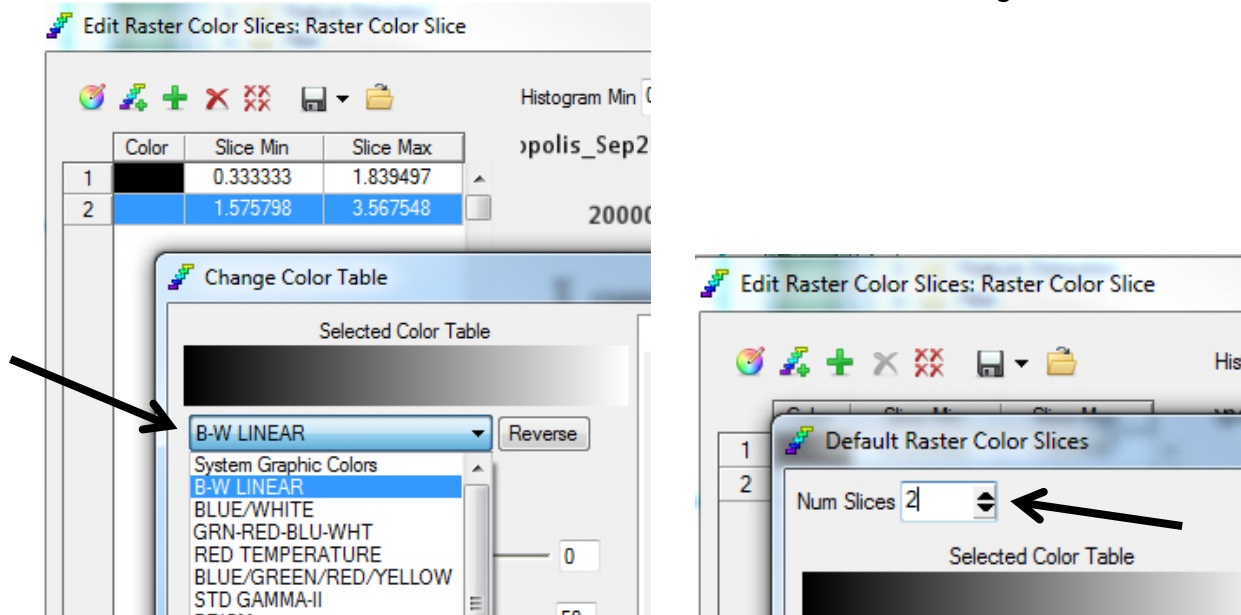 Edit Raster Color Slices: Raster Color Slice
Histogram Min
Color Slice Min Slice Max
1 0.333333 1.839497
2 1.575798 3.567548
opolis_Sep2
20000
Change Color Table
Selected Color Table
B-W LINEAR Reverse
System Graphic Colors
B-W LINEAR
BLUE/WHITE
GRN-RED-BLU-WHT
RED TEMPERATURE
0
BLUE/GREEN/RED/YELLOW
STD GAMMA-II
Edit Raster Color Slices: Raster Color Slice
His
1
2
Default Raster Color Slices
Num Slices 2
Selected Color Table